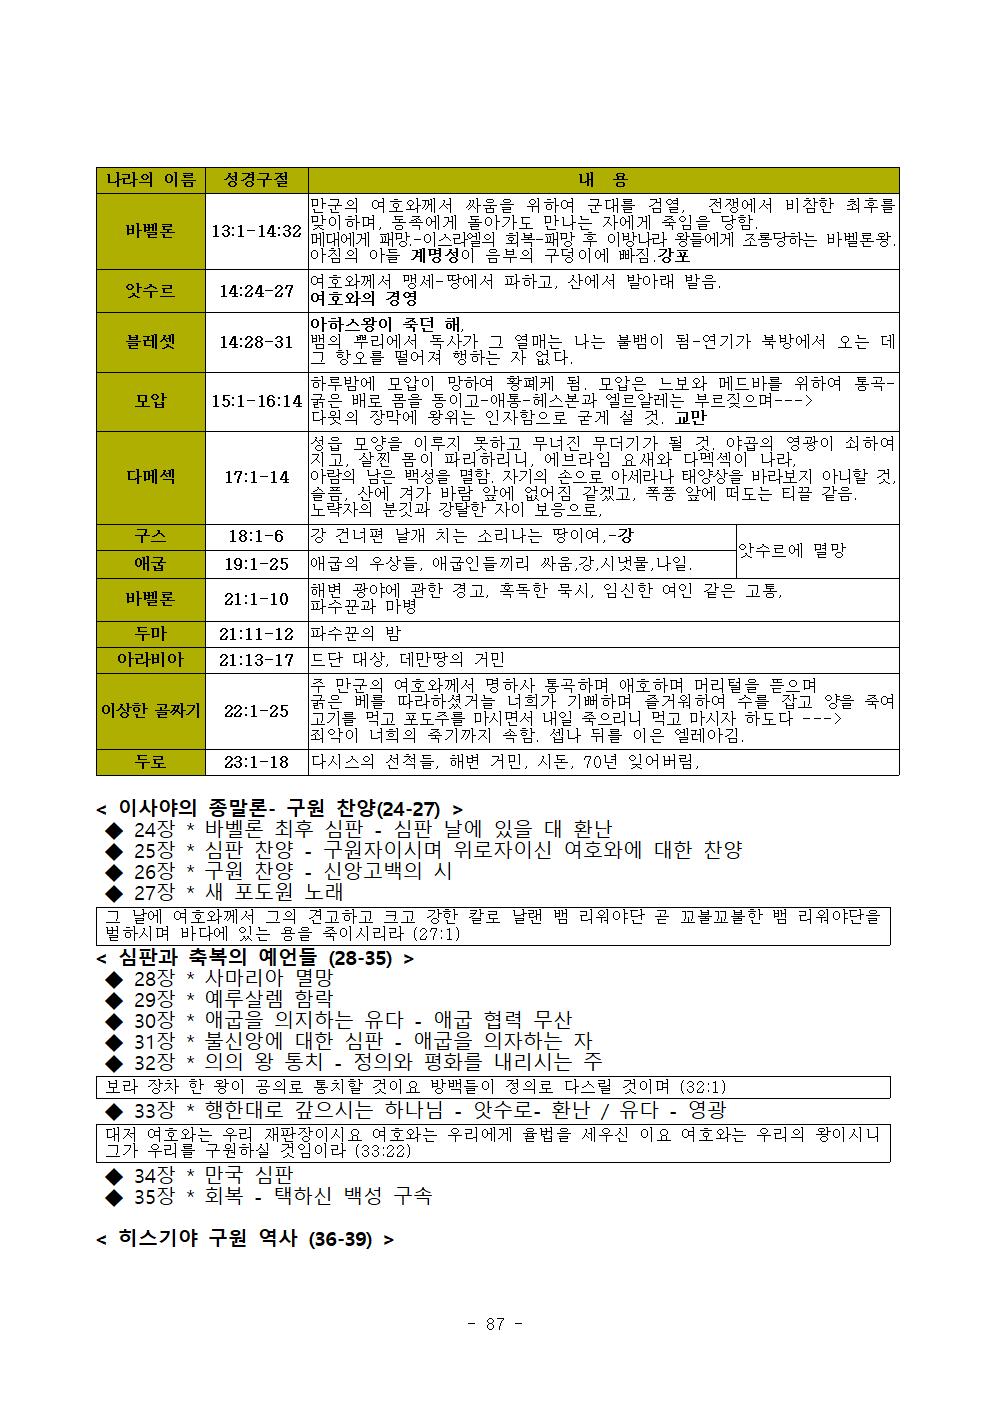 나라의 이름 성경구절 내 용
바벨론 13:1-14:32 만군의 여호와께서 싸움을 위하여 군대를 검열, 전쟁에서 비참한 최후를
맞이하며, 동족에게 돌아가도 만나는 자에게 죽임을 당함.
메대에게 패망.-이스라엘의 회복-패망 후 이방나라 왕들에게 조롱당하는 바벨론왕.
아침의 아들 계명성이 음부의 구덩이에 빠짐.강포
앗수르 14:24-27 여호와께서 맹세-땅에서 파하고, 산에서 발아래 발음.
여호와의 경영
블레셋 14:28-31 아하스왕이 죽던 해,
뱀의 뿌리에서 독사가 그 열매는 나는 불뱀이 됨-연기가 북방에서 오는 데
그 항오를 떨어져 행하는 자 없다.
모압 15:1-16:14 하루밤에 모압이 망하여 황폐케 됨. 모압은 느보와 메드바를 위하여 통곡-
굵은 배로 몸을 동이고-애통-헤스본과 엘르알레는 부르짖으며--->
다윗의 장막에 왕위는 인자함으로 굳게 설 것. 교만
다메섹 17:1-14 성읍 모양을 이루지 못하고 무너진 무더기가 될 것, 야곱의 영광이 쇠하여
지고, 살찐 몸이 파리하리니, 에브라임 요새와 다멕섹이 나라,
아람의 남은 백성을 멸함. 자기의 손으로 아세라나 태양상을 바라보지 아니할 것,
슬픔, 산에 겨가 바람 앞에 없어짐 같겠고, 폭풍 앞에 떠도는 티끌 같음.
노략자의 분깃과 강탈한 자이 보응으로,
구스 18:1-6 강 건너편 날개 치는 소리나는 땅이여,-강
앗수르에 멸망
애굽 19:1-25 애굽의 우상들, 애굽인들끼리 싸움,강,시냇물,나일.
바벨론 21:1-10 해변 광야에 관한 경고, 혹독한 묵시, 임신한 여인 같은 고통,
파수꾼과 마병
두마 21:11-12 파수꾼의 밤
아라비아 21:13-17 드단 대상, 데만땅의 거민
이상한 골짜기 22:1-25 주 만군의 여호와께서 명하사 통곡하며 애호하며 머리털을 뜯으며
굵은 베를 따라하셨거늘 너희가 기뻐하며 즐거워하여 수를 잡고 양을 죽여
고기를 먹고 포도주를 마시면서 내일 죽으리니 먹고 마시자 하도다 --->
죄악이 너희의 죽기까지 속함. 셉나 뒤를 이은 엘레아김.
두로 23:1-18 다시스의 선척들, 해변 거민, 시돈, 70년 잊어버림,
< 이사야의 종말론- 구원 찬양(24-27) >
◆ 24장 * 바벨론 최후 심판 - 심판 날에 있을 대 환난
◆ 25장 * 심판 찬양 - 구원자이시며 위로자이신 여호와에 대한 찬양
◆ 26장 * 구원 찬양 - 신앙고백의 시
◆ 27장 * 새 포도원 노래
그 날에 여호와께서 그의 견고하고 크고 강한 칼로 날랜 뱀 리워야단 곧 꼬불꼬불한 뱀 리워야단을
벌하시며 바다에 있는 용을 죽이시리라 (27:1)
< 심판과 축복의 예언들 (28-35) >
◆ 28장 * 사마리아 멸망
◆ 29장 * 예루살렘 함락
◆ 30장 * 애굽을 의지하는 유다 - 애굽 협력 무산
◆ 31장 * 불신앙에 대한 심판 - 애굽을 의자하는 자
◆ 32장 * 의의 왕 통치 - 정의와 평화를 내리시는 주
보라 장차 한 왕이 공의로 통치할 것이요 방백들이 정의로 다스릴 것이며 (32:1)
◆ 33장 * 행한대로 갚으시는 하나님 - 앗수로- 환난 / 유다 - 영광
대저 여호와는 우리 재판장이시요 여호와는 우리에게 율법을 세우신 이요 여호와는 우리의 왕이시니
그가 우리를 구원하실 것임이라 (33:22)
◆ 34장 * 만국 심판
◆ 35장 * 회복 - 택하신 백성 구속
< 히스기야 구원 역사 (36-39) >
- 87 -